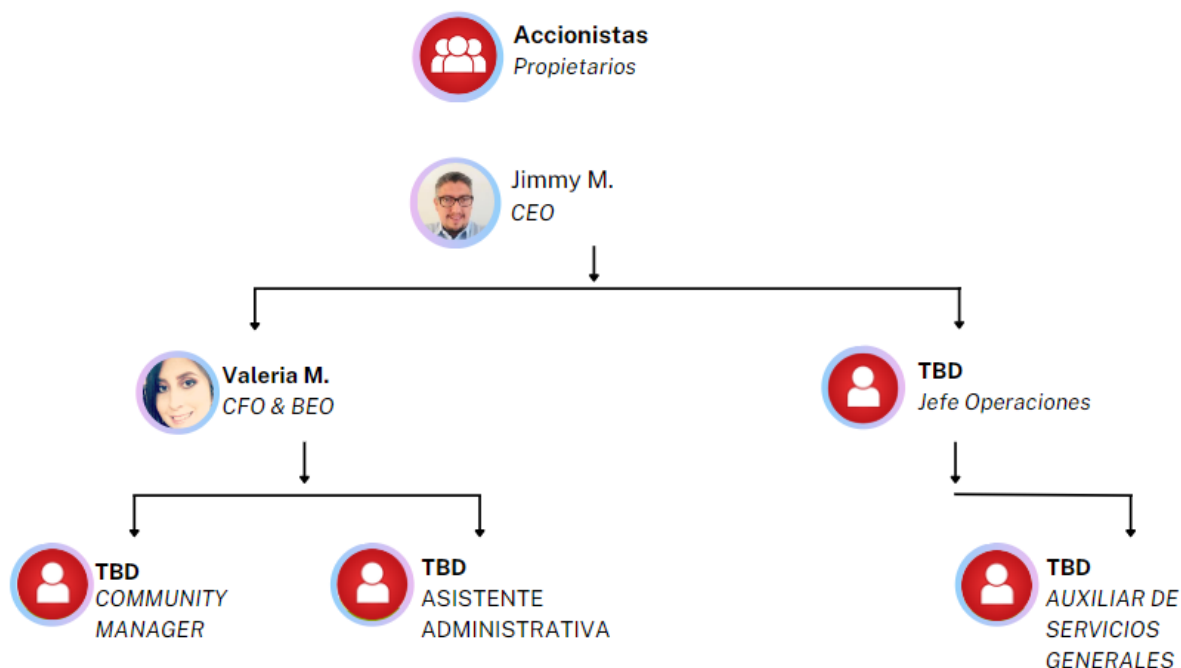 Accionistas
Propietarios
Jimmy M.
CEO
Valeria M.
CFO & BEO
TBD
Jefe Operaciones
TBD
COMMUNITY
MANAGER
TBD
ASISTENTE
ADMINISTRATIVA
TBD
AUXILIAR DE
SERVICIOS
GENERALES